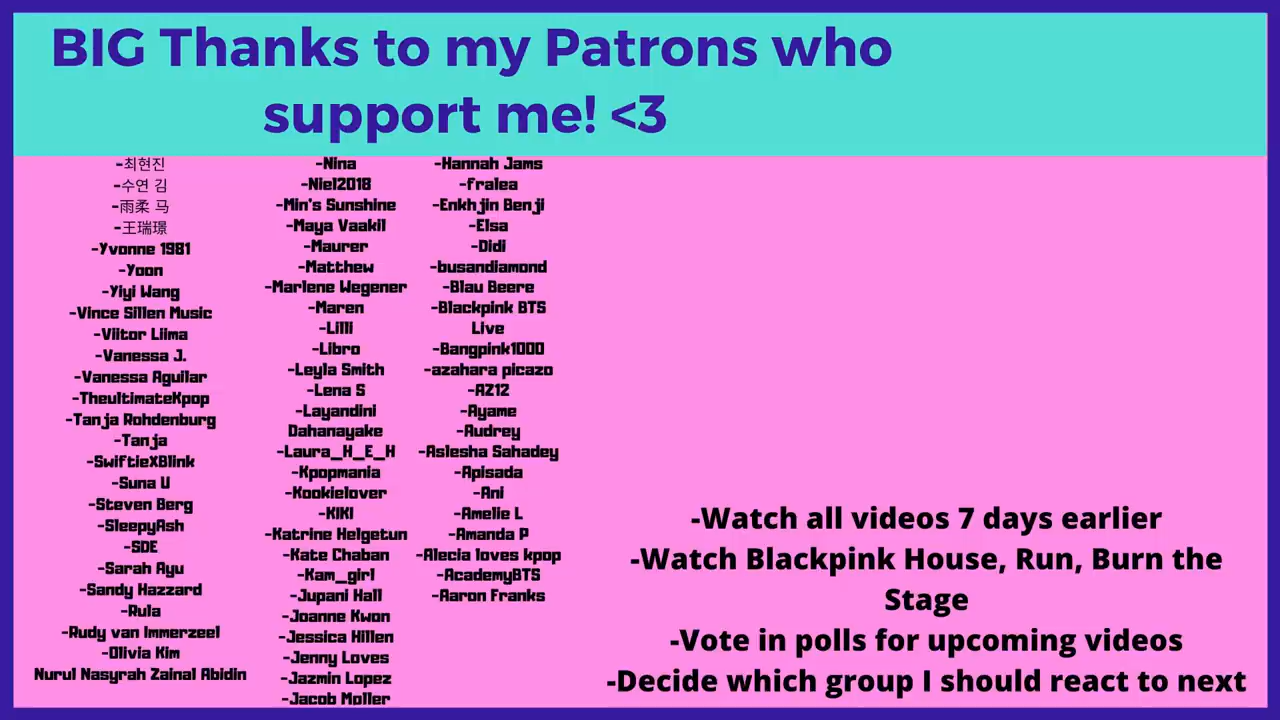 BIG Thanks to my Patrons who
support me! <3
-최현진
-수연 김
-雨柔 马
-王瑞璟
-Yvonne 1981
-Yoon
-Yiyi Wang
-Vince Sillen Music
-Viitor Liima
-Vanessa J.
-Vanessa Aguilar
-TheultimateKpop
-Tanja Rohdenburg
-Tanja
-SwiftieXBlink
-Suna U
-Steven Berg
-SleepyAsh
-SDE
-Sarah Ayu
-Sandy Hazzard
-Rula
-Rudy van Immerzeel
-Olivia Kim
Nurul Nasyrah Zainal Abidin
-Nina
-Niel2018
-Min's Sunshine
-Maya Vaakil
-Maurer
-Matthew
-Marlene Wegener
-Maren
-Lilli
-Libro
-Leyla Smith
-Lena S
-Layandini
Dahanayake
-Laura_H_E_H
-Kpopmania
-Kookielover
-KIKI
-Katrine Helgetun
-Kate Chaban
-Kam_girl
-Jupani Hall
-Joanne Kwon
-Jessica Hillen
-Jenny Loves
-Jazmin Lopez
-Jacob Møller
-Hannah Jams
-fralea
-Enkhjin Benji
-Elsa
-Didi
-busandiamond
-Blau Beere
-Blackpink BTS
Live
-Bangpink1000
-azahara picazo
-AZ12
-Ayame
-Audrey
-Asiesha Sahadey
-Apisada
-Ani
-Amelie L
-Amanda P
-Alecia loves kpop
-AcademyBTS
-Aaron Franks
-Watch all videos 7 days earlier
-Watch Blackpink House, Run, Burn the
Stage
-Vote in polls for upcoming videos
-Decide which group I should react to next